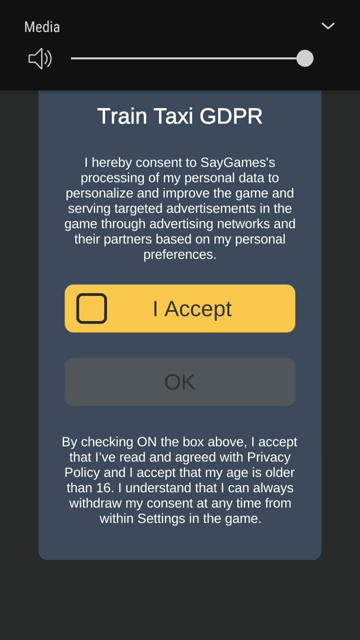 Media
Train Taxi GDPR
I hereby consent to SayGames's
processing of my personal data to
personalize and improve the game and
serving targeted advertisements in the
game through advertising networks and
their partners based on my personal
preferences.
I Accept
OK
By checking ON the box above, I accept
that I've read and agreed with Privacy
Policy and I accept that my age is older
than 16. I understand that I can always
withdraw my consent at any time from
within Settings in the game.